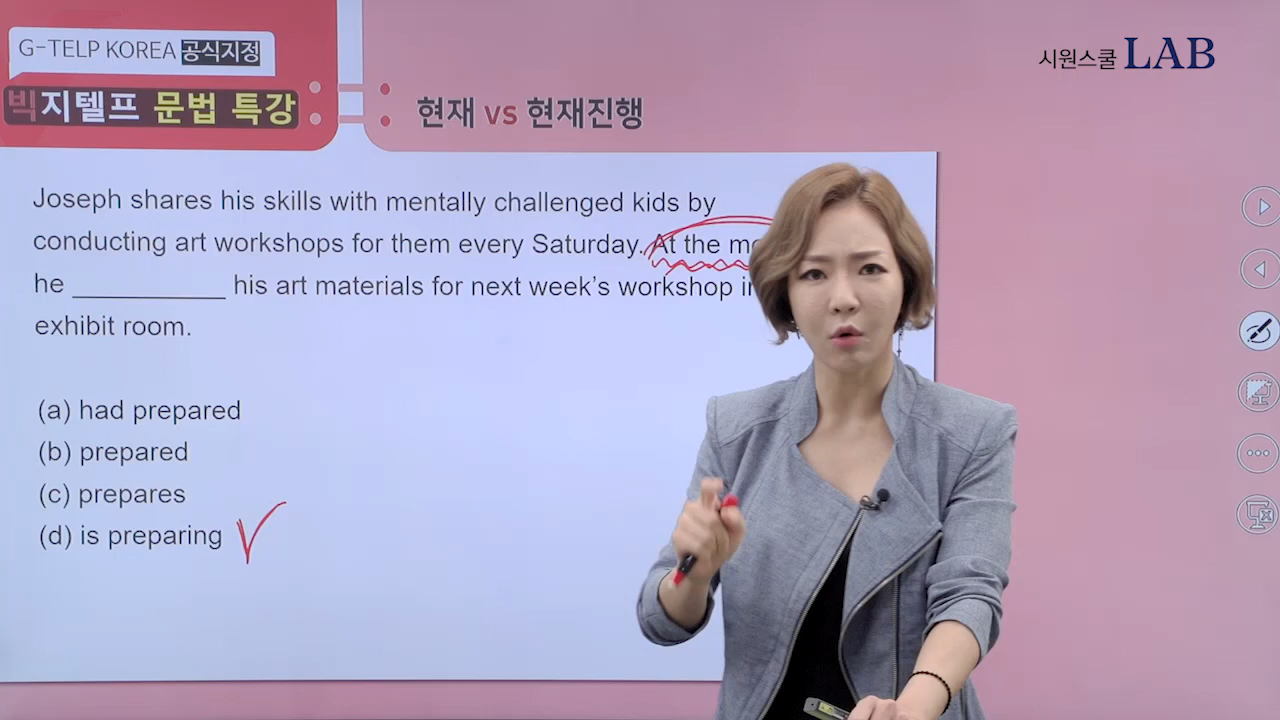 G-TELP KOREA 공식지정
빅지텔프 문법 특강
현재 vs 현재진행
시원스쿨 LAB
Joseph shares his skills with mentally challenged kids by
conducting art workshops for them every Saturday. At the
he ___________ his art materials for next week's workshop
exhibit room.
(a) had prepared
(b) prepared
(c) prepares
(d) is preparing